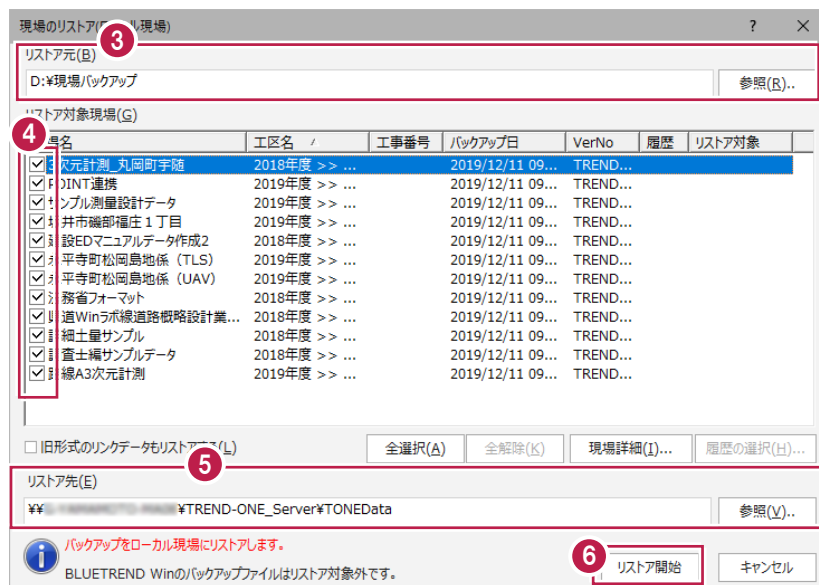 現場のリストア( ル現場) ? ×
3
リストア元(B)
D:¥現場バックアップ 参照(R)..
リストア対象現場(G)
4
名 工区名 / 工事番号 バックアップ日 VerNo 履歴 リストア対象
3次元計測_丸岡町宇随 2018年度 >> ... 2019/12/11 09... TREND...
POINT連携 2019年度 >> ... 2019/12/11 09... TREND...
サンプル測量設計データ 2019年度 >> ... 2019/12/11 09... TREND...
坂井市磯部福庄1丁目 2019年度 >> ... 2019/12/11 09... TREND...
建設EDマニュアルデータ作成2 2018年度 >> ... 2019/12/11 09... TREND...
永平寺町松岡島地係（TLS） 2019年度 >> ... 2019/12/11 09... TREND...
永平寺町松岡島地係（UAV） 2019年度 >> ... 2019/12/11 09... TREND...
法務省フォーマット 2018年度 >> ... 2019/12/11 09... TREND...
県道Winラボ線道路概略設計業... 2018年度 >> ... 2019/12/11 09... TREND...
詳細土量サンプル 2018年度 >> ... 2019/12/11 09... TREND...
調査士編サンプルデータ 2018年度 >> ... 2019/12/11 09... TREND...
路線A3次元計測 2019年度 >> ... 2019/12/11 09... TREND...
旧形式のリンクデータもリストアする(L) 全選択(A) 全解除(K) 現場詳細(I)... 履歴の選択(H)...
5
リストア先(E)
¥¥ ¥TREND-ONE_Server¥TONEData 参照(V)..
バックアップをローカル現場にリストアします。
BLUETREND Winのバックアップファイルはリストア対象外です。
6
リストア開始 キャンセル